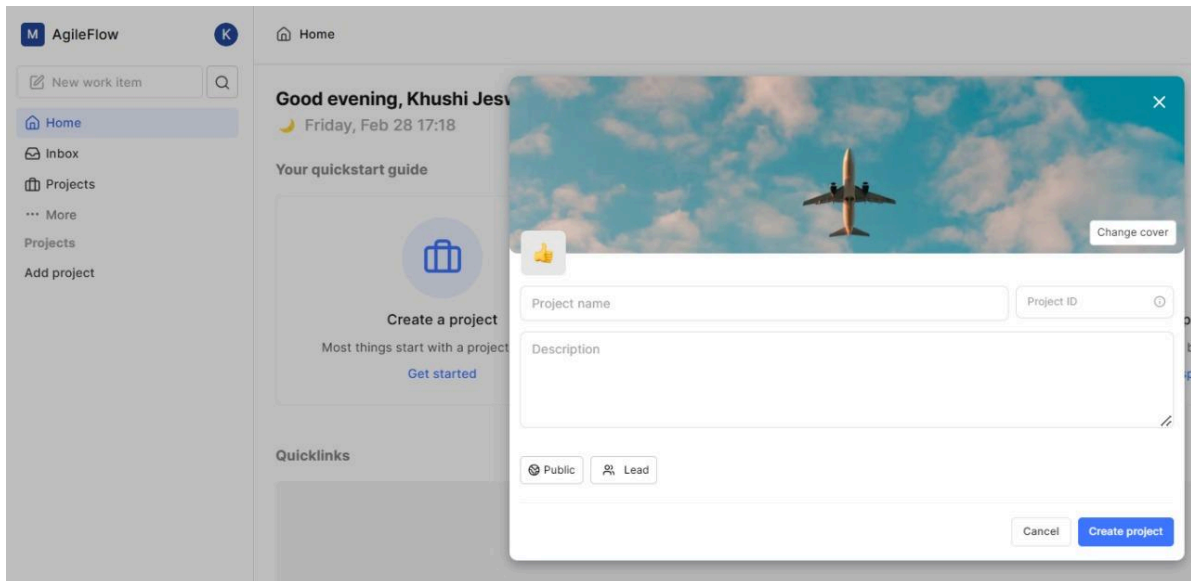 M AgileFlow K
New work item
Home
Inbox
Projects
More
Projects
Add project
Home
Good evening, Khushi
Friday, Feb 28 17:18
Your quickstart guide
Create a project
Most things start with a project
Get started
Quicklinks
Change cover
Project name
Project ID
Description
Public
Lead
Cancel
Create project